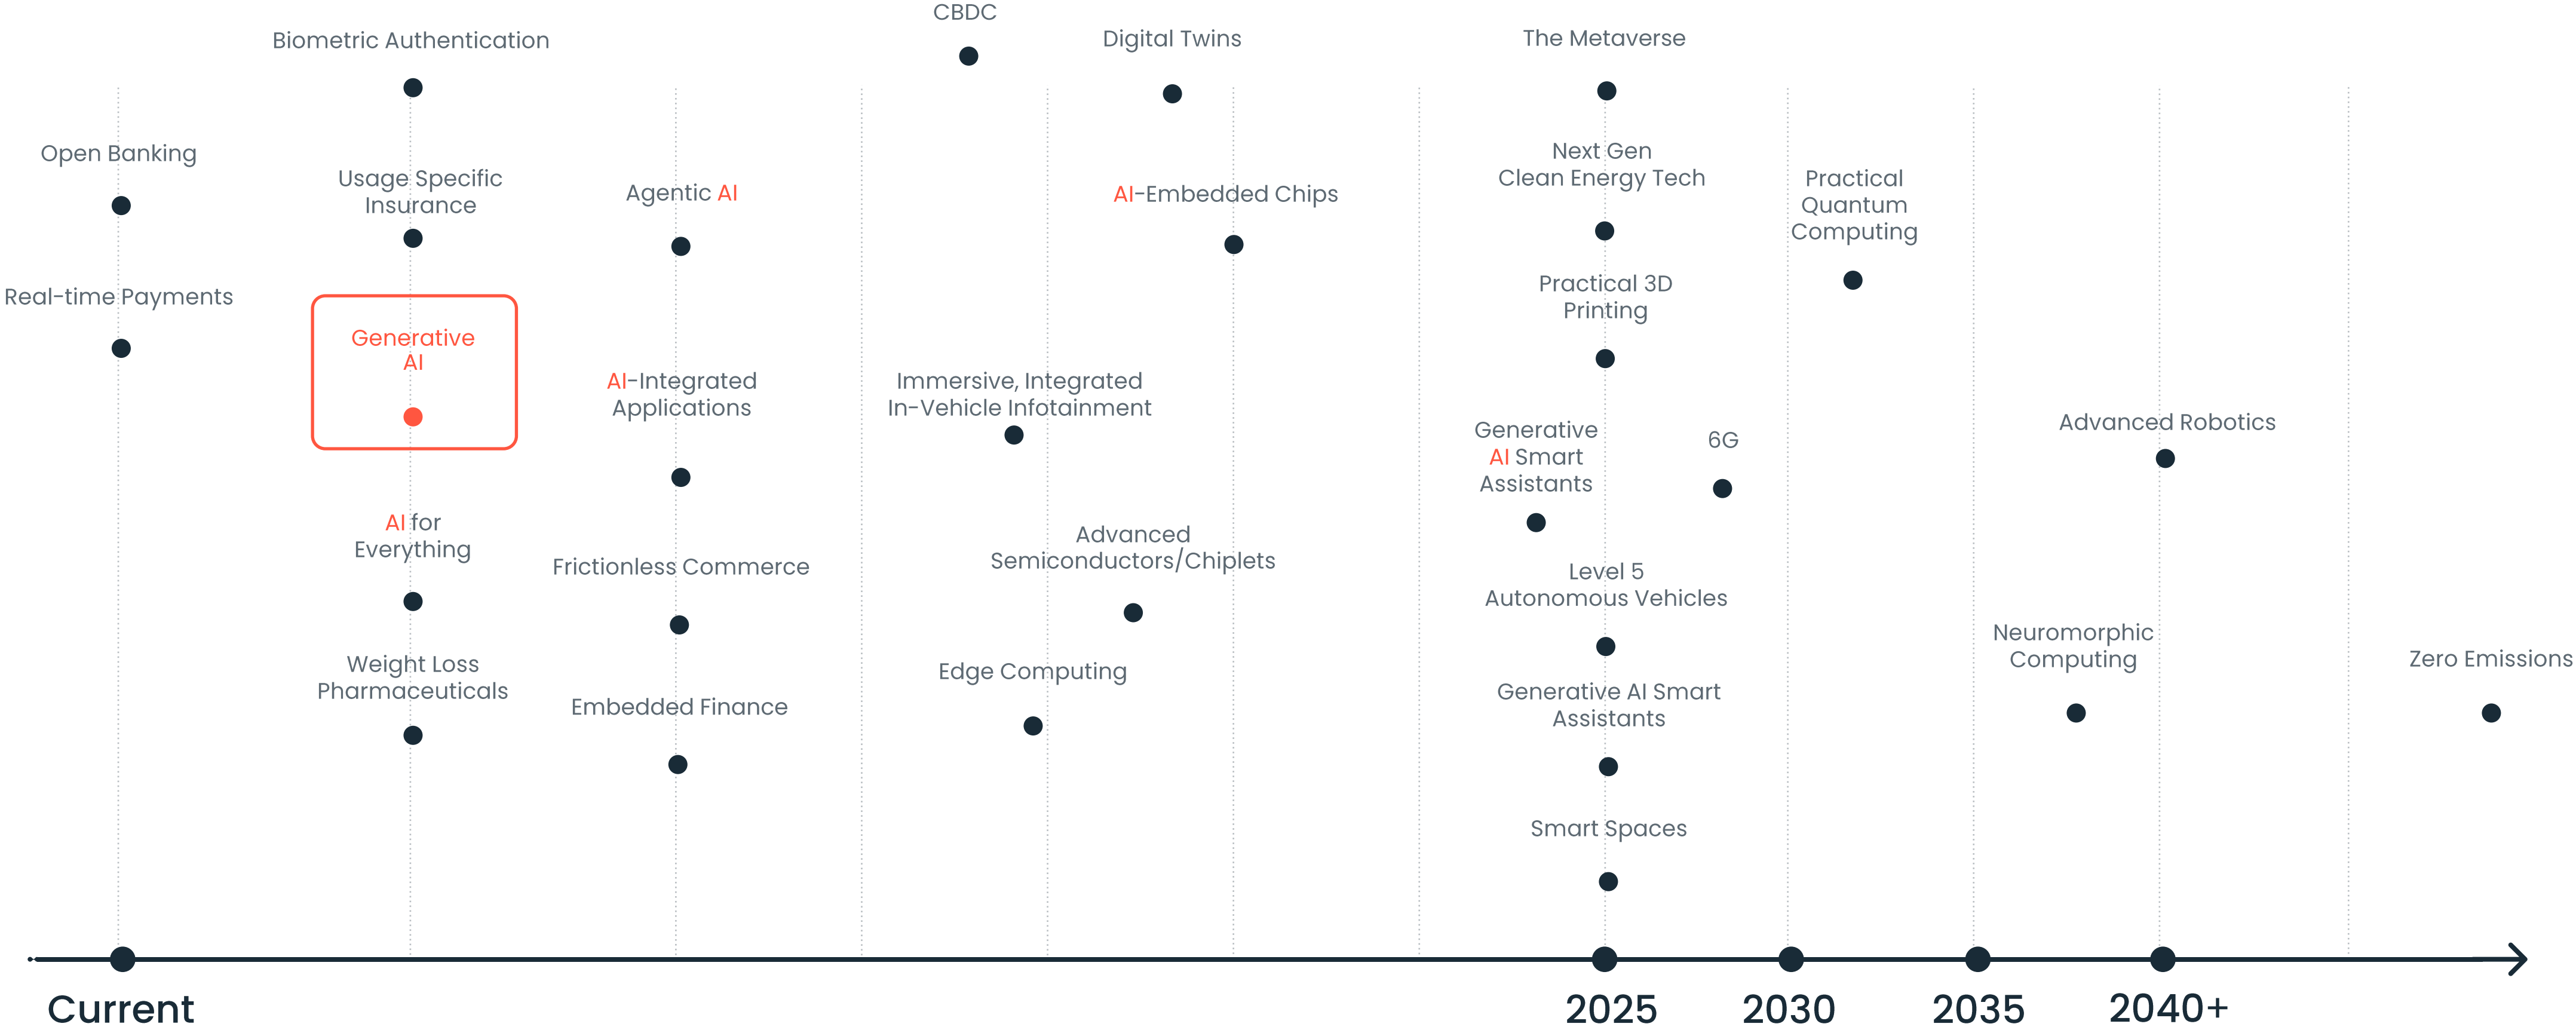 Open Banking
Real-time Payments
Biometric Authentication
Usage Specific
Insurance
Generative
AI
AI for
Everything
Weight Loss
Pharmaceuticals
Agentic AI
AI-Integrated
Applications
Frictionless Commerce
Embedded Finance
CBDC
Immersive, Integrated
In-Vehicle Infotainment
Edge Computing
Digital Twins
AI-Embedded Chips
Advanced
Semiconductors/Chiplets
The Metaverse
Next Gen
Clean Energy Tech
Practical 3D
Printing
Generative
AI Smart
Assistants
6G
Level 5
Autonomous Vehicles
Generative AI Smart
Assistants
Smart Spaces
Practical
Quantum
Computing
Advanced Robotics
Neuromorphic
Computing
Zero Emissions
Current
2025
2030
2035
2040+